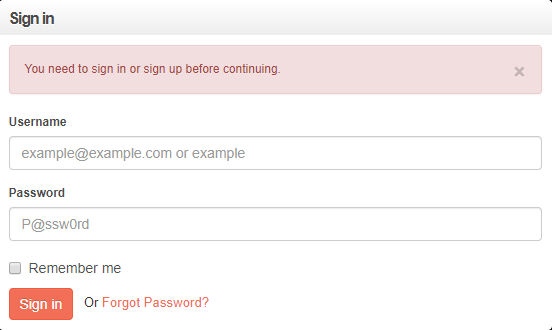 Sign in
You need to sign in or sign up before continuing.
×
Username
example@example.com or example
Password
P@ssw0rd
Remember me
Sign in Or Forgot Password?